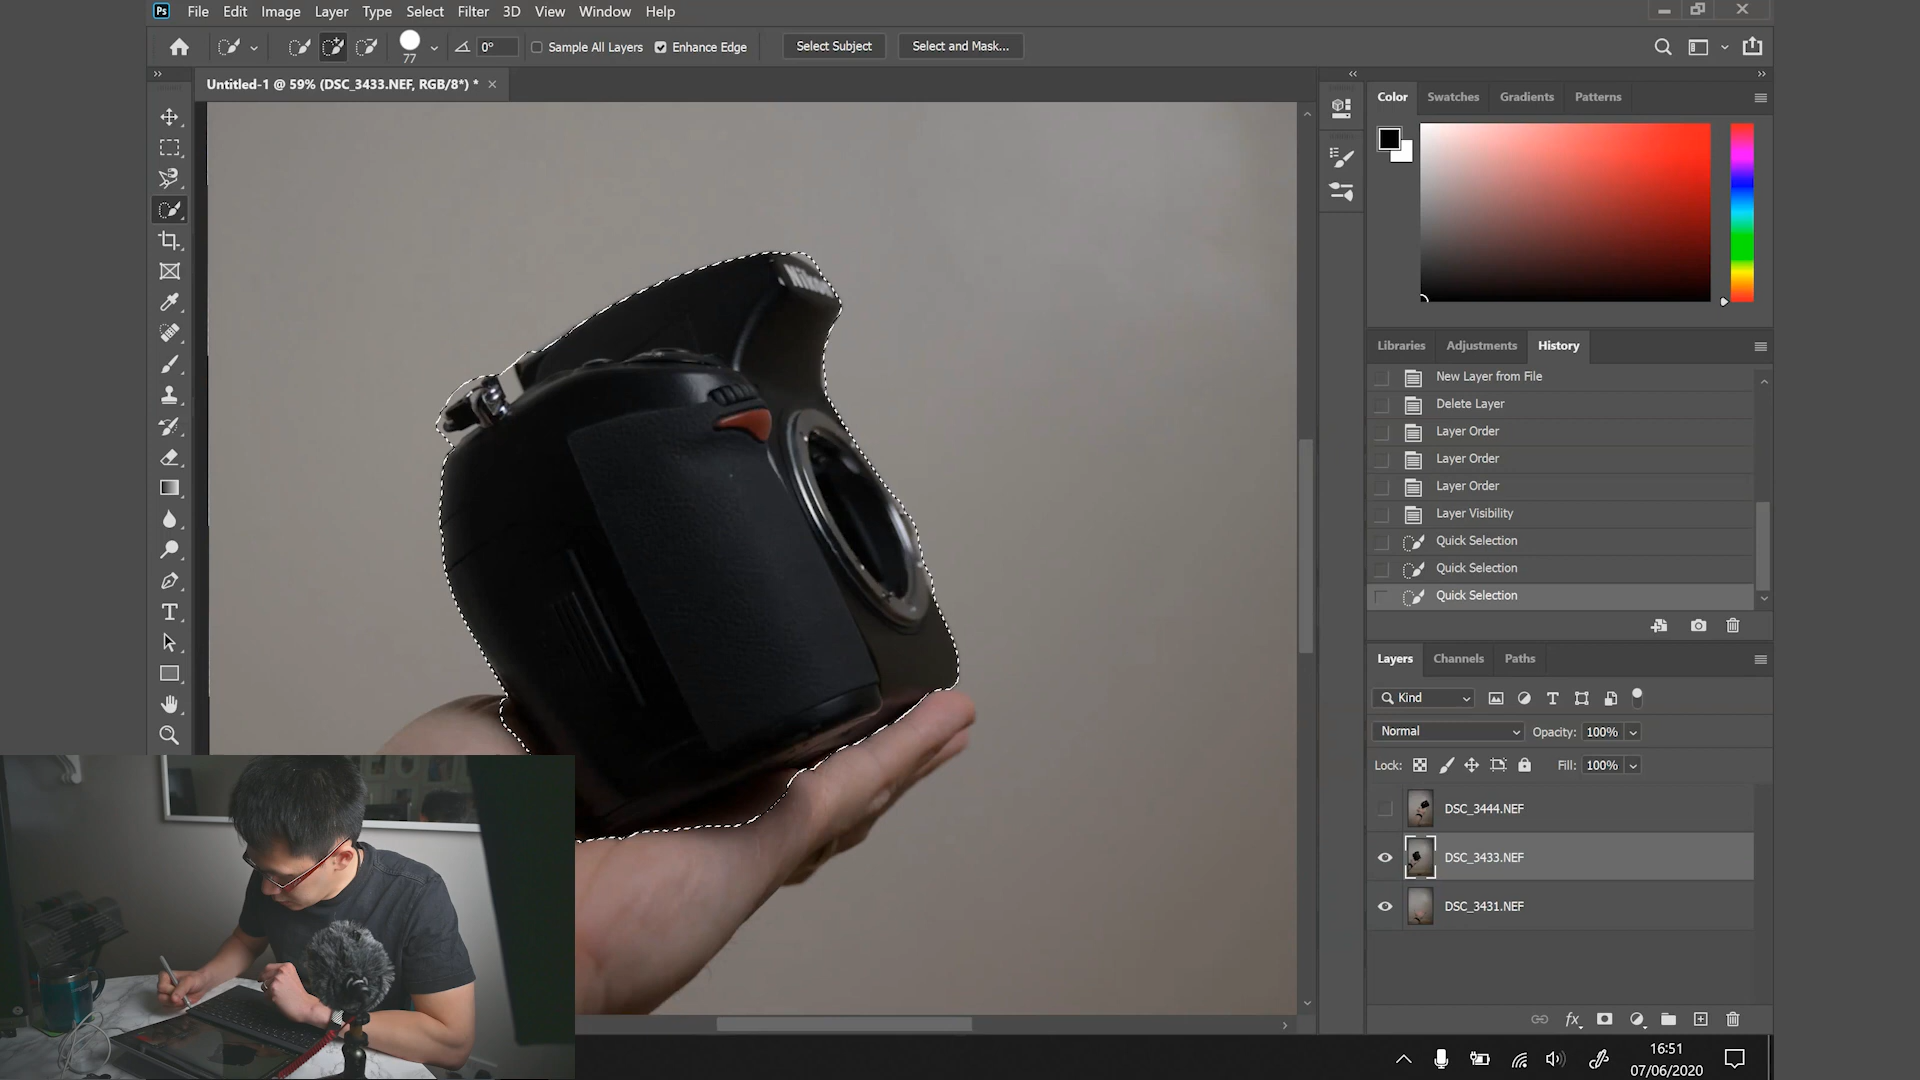 Ps File Edit Image Layer Type Select Filter 3D View Window Help
77 0° Sample All Layers Enhance Edge Select Subject Select and Mask...
Untitled-1 @ 59% (DSC_3433.NEF, RGB/8*) *
Color Swatches Gradients Patterns
Libraries Adjustments History
New Layer from File
Delete Layer
Layer Order
Layer Order
Layer Order
Layer Visibility
Quick Selection
Quick Selection
Quick Selection
Layers Channels Paths
Kind
Normal Opacity: 100%
Lock: Fill: 100%
DSC_3444.NEF
DSC_3433.NEF
DSC_3431.NEF
Nikon
16:51
07/06/2020